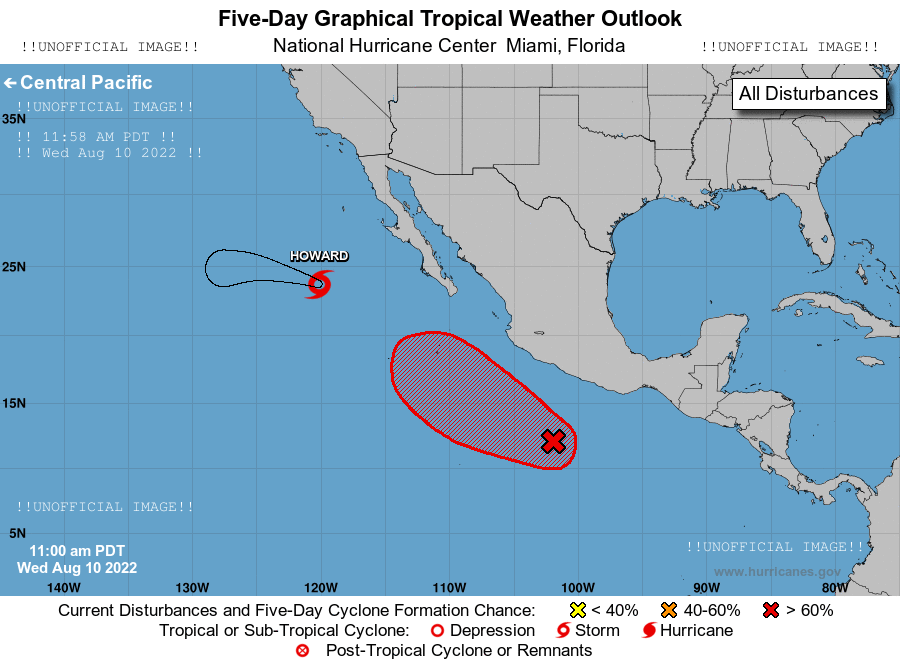 Five-Day Graphical Tropical Weather Outlook
!!UNOFFICIAL IMAGE!! National Hurricane Center Miami, Florida !!UNOFFICIAL IMAGE!!
Central Pacific
All Disturbances
!!UNOFFICIAL IMAGE!!
35N
!! 11:58 AM PDT !!
!! Wed Aug 10 2022 !!
HOWARD
25N
15N
!!UNOFFICIAL IMAGE!!
5N
11:00 am PDT
!!UNOFFICIAL IMAGE!!
Wed Aug 10 2022
www.hurricanes.gov
140W 130W 120W 110W 100W 90W 80W
Current Disturbances and Five-Day Cyclone Formation Chance: < 40% 40-60% > 60%
Tropical or Sub-Tropical Cyclone: Depression Storm Hurricane
Post-Tropical Cyclone or Remnants